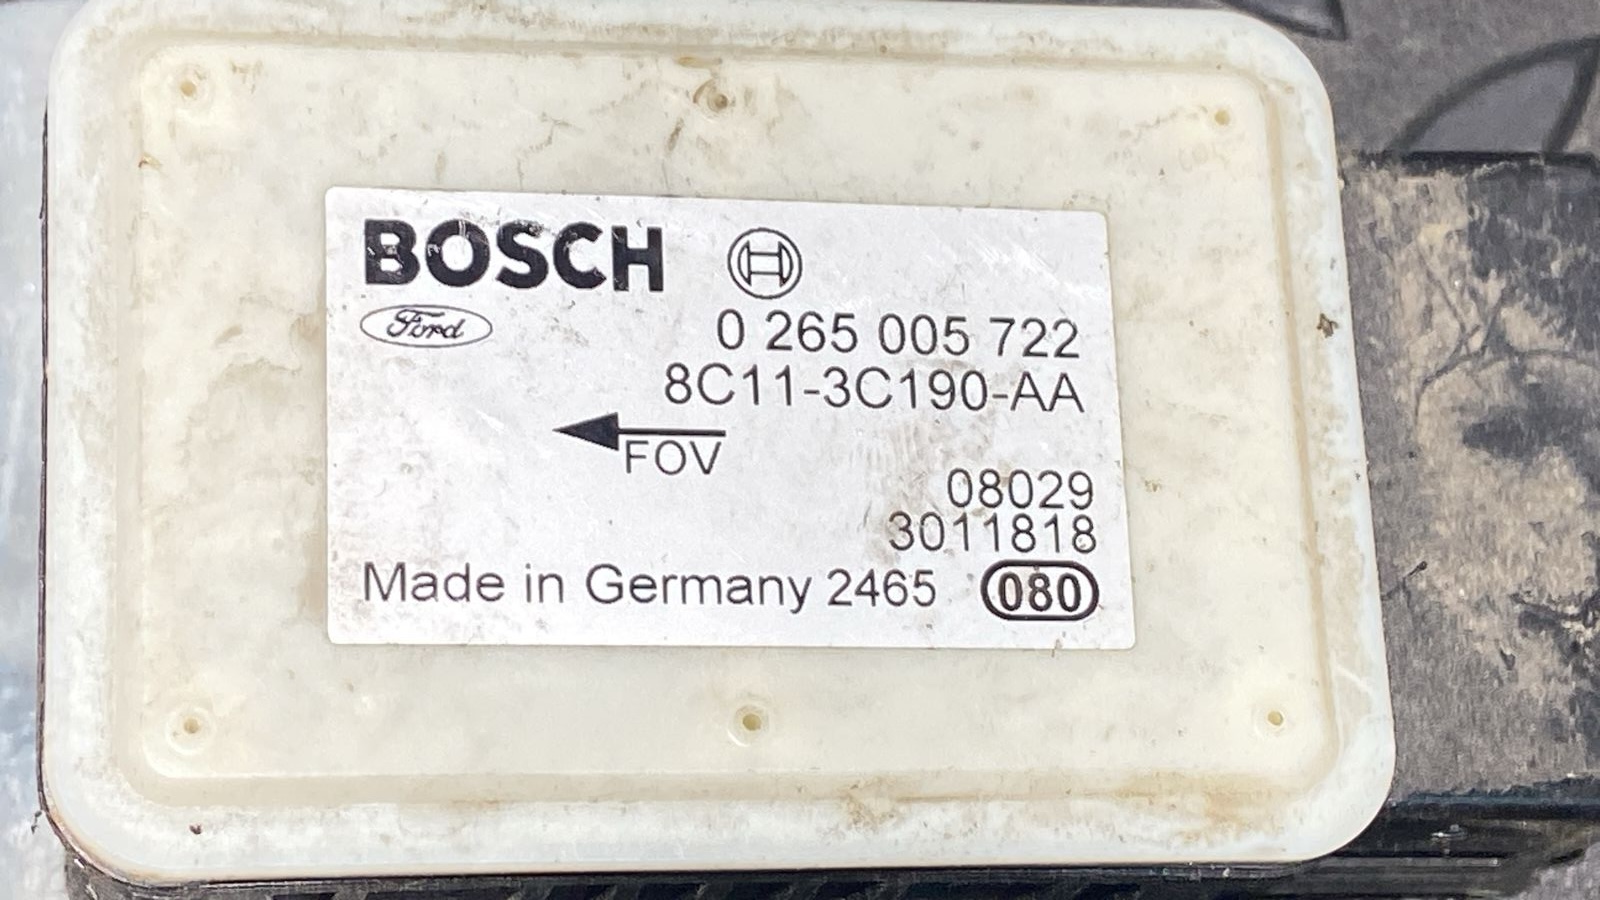 BOSCH
Ford
0 265 005 722
8C11-3C190-AA
FOV
08029
3011818
Made in Germany 2465 080